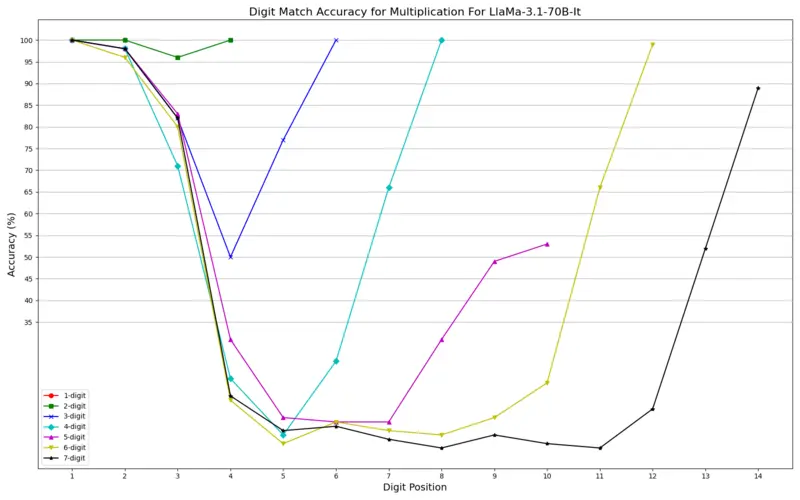 Digit Match Accuracy for Multiplication For LlaMa-3.1-70B-It
100
95
90
85
80
75
70
65
60
55
50
45
40
35
Accuracy (%)
1-digit
2-digit
3-digit
4-digit
5-digit
6-digit
7-digit
1 2 3 4 5 6 7 8 9 10 11 12 13 14
Digit Position